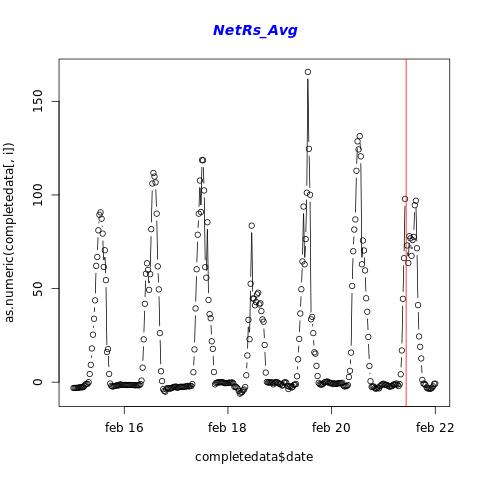 NetRs_Avg
as.numeric(completedata[, i])
150
100
50
0
feb 16
feb 18
feb 20
feb 22
completedata$date